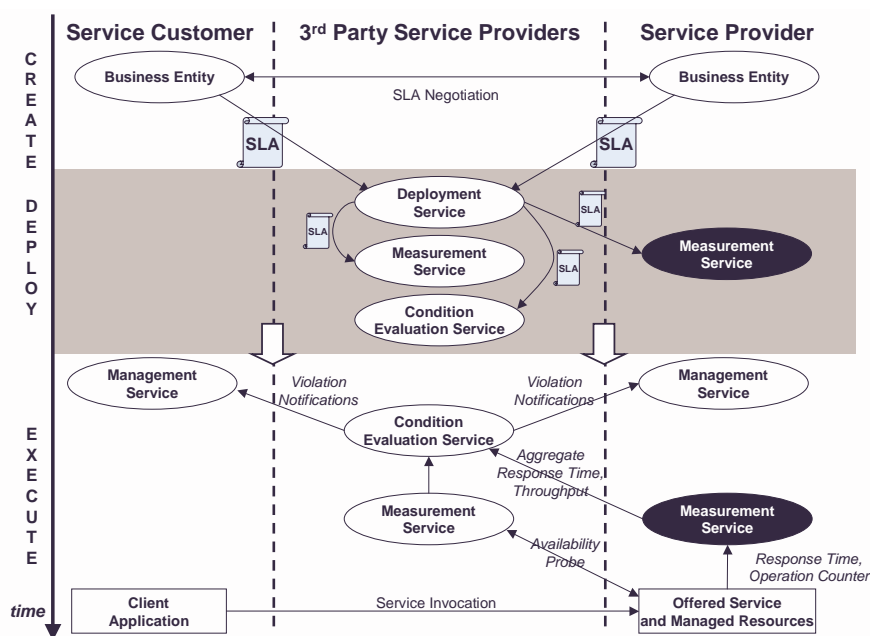 Service Customer
3rd Party Service Providers
Service Provider
CREATE
Business Entity
SLA Negotiation
Business Entity
SLA
SLA
DEPLOY
Deployment
Service
SLA
SLA
SLA
Measurement
Service
Measurement
Service
Condition
Evaluation Service
EXECUTE
Management
Service
Violation
Notifications
Violation
Notifications
Management
Service
Condition
Evaluation Service
Aggregate
Response Time,
Throughput
Measurement
Service
Measurement
Service
Availability
Probe
Response Time,
Operation Counter
time
Client
Application
Service Invocation
Offered Service
and Managed Resources